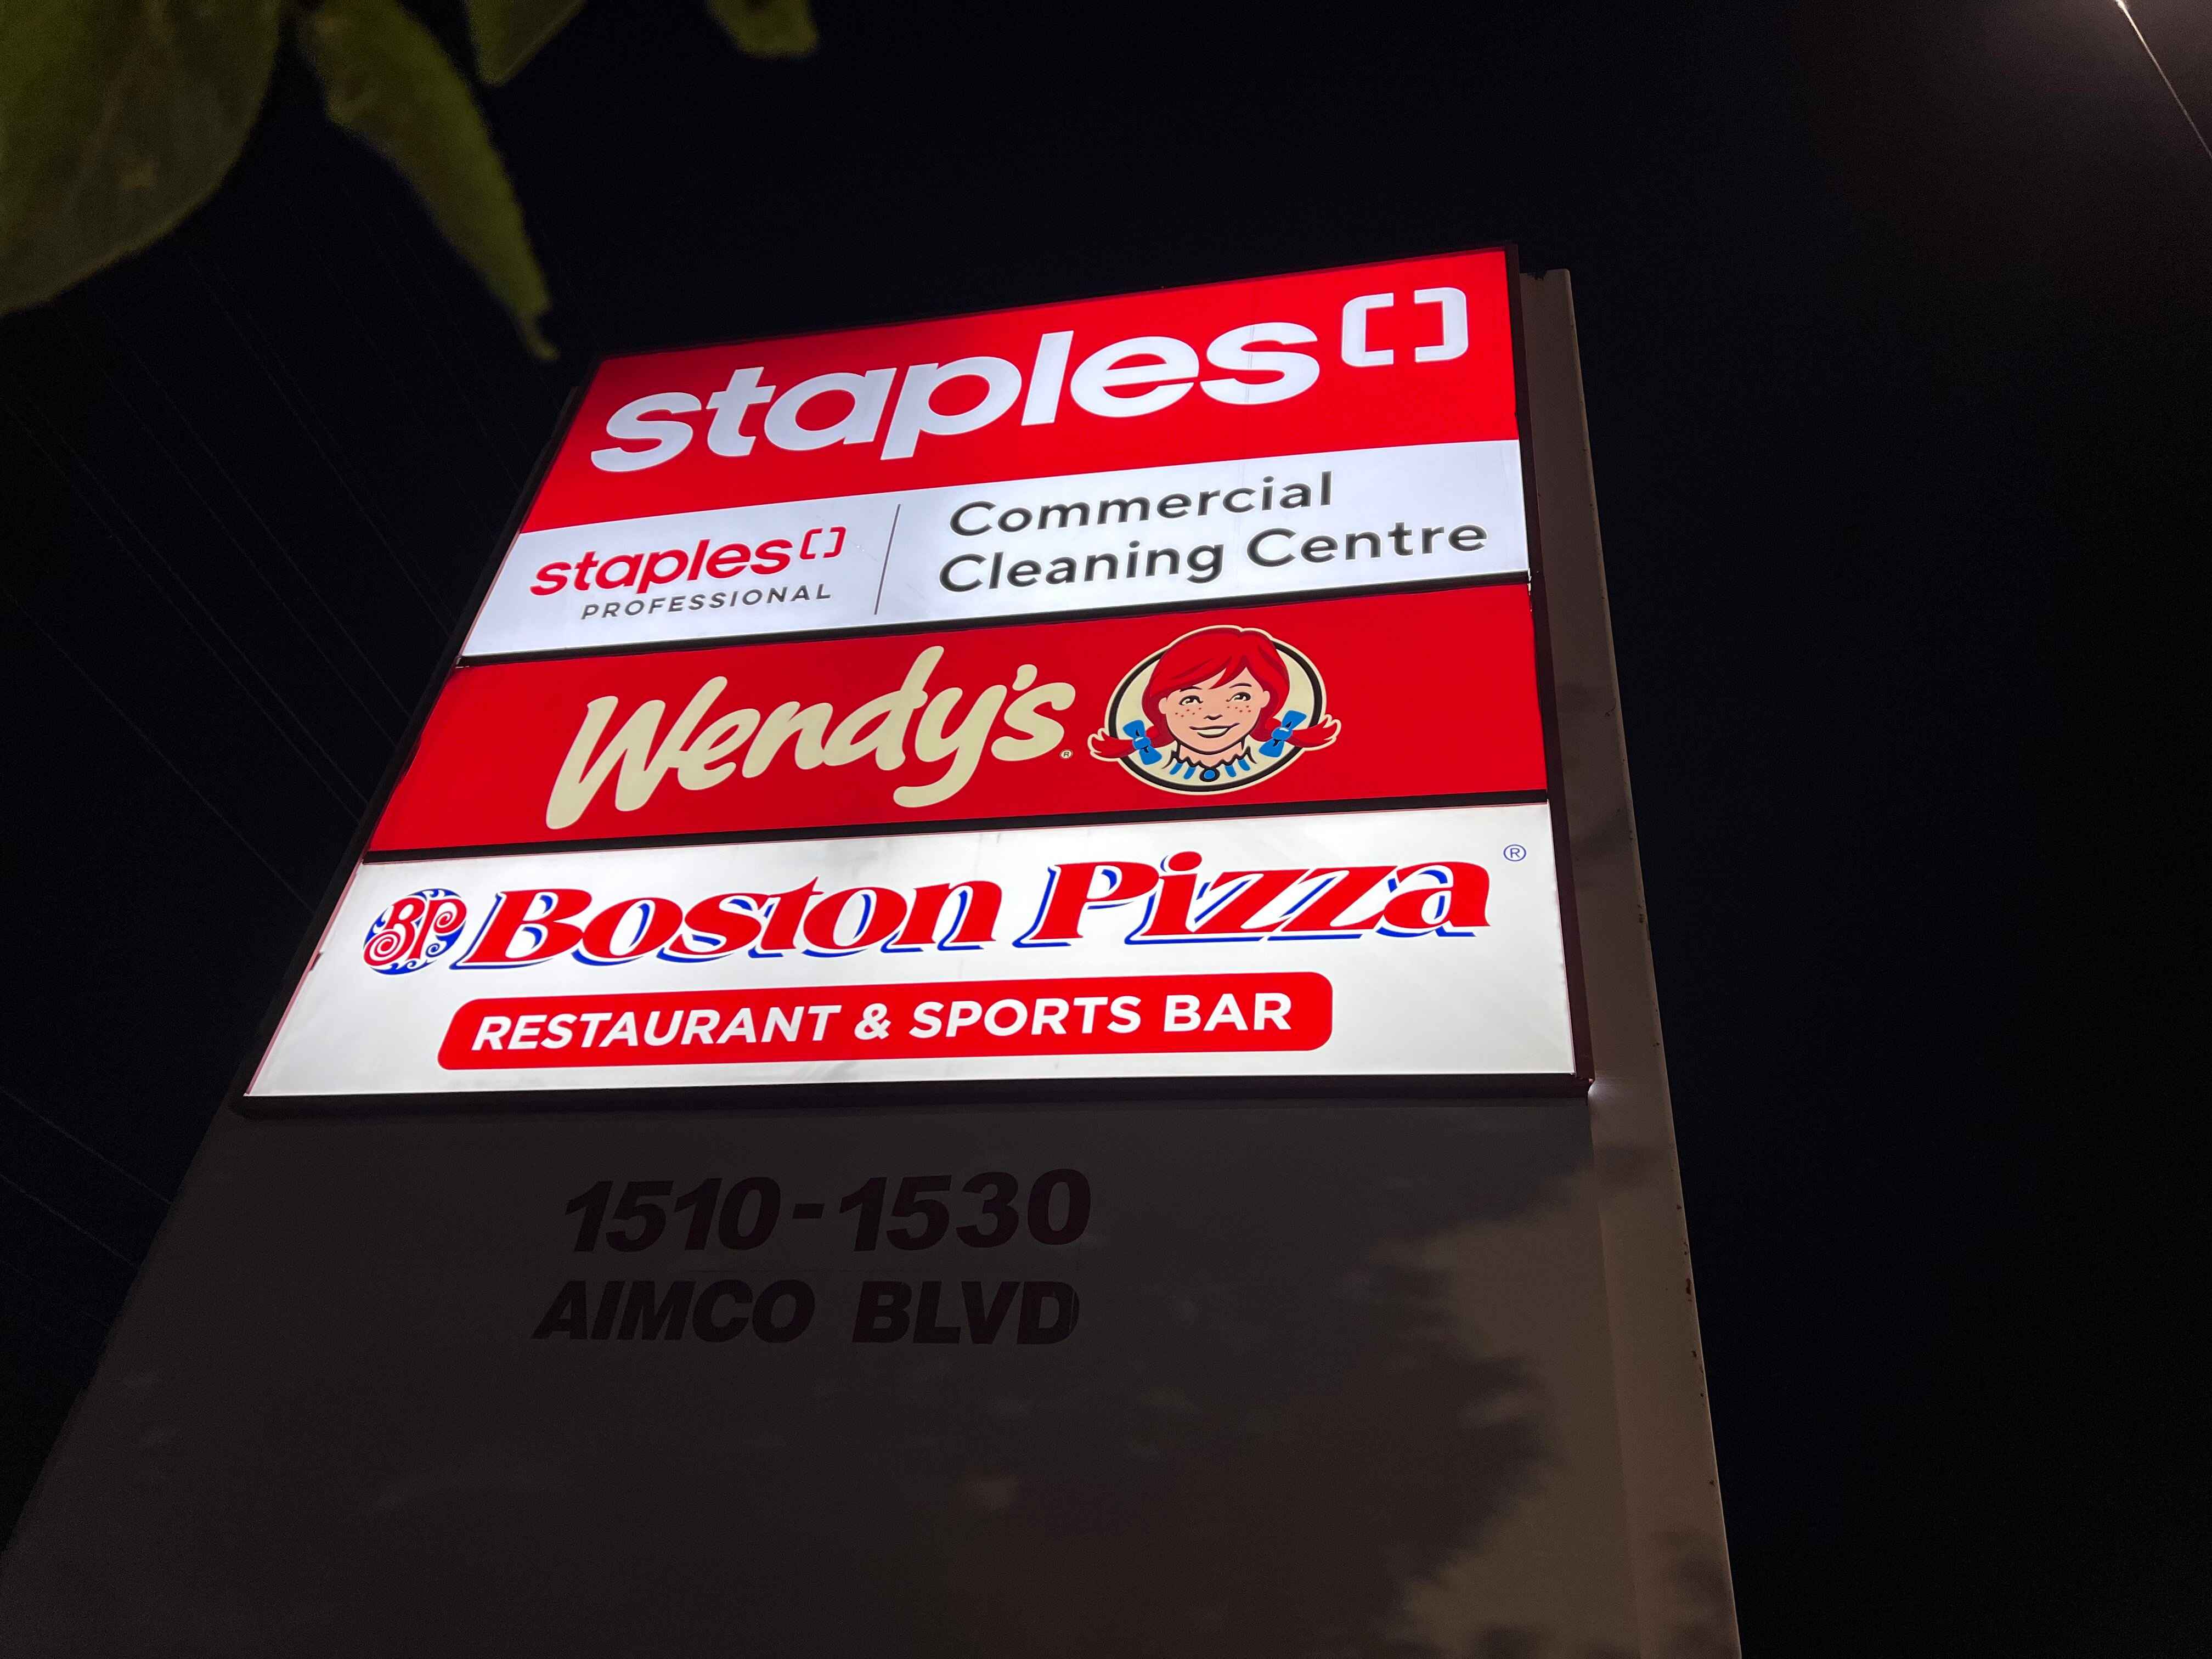 staples
staples
PROFESSIONAL
Commercial
Cleaning Centre
Wendy's®
BP Boston Pizza®
RESTAURANT & SPORTS BAR
1510-1530
AIMCO BLVD